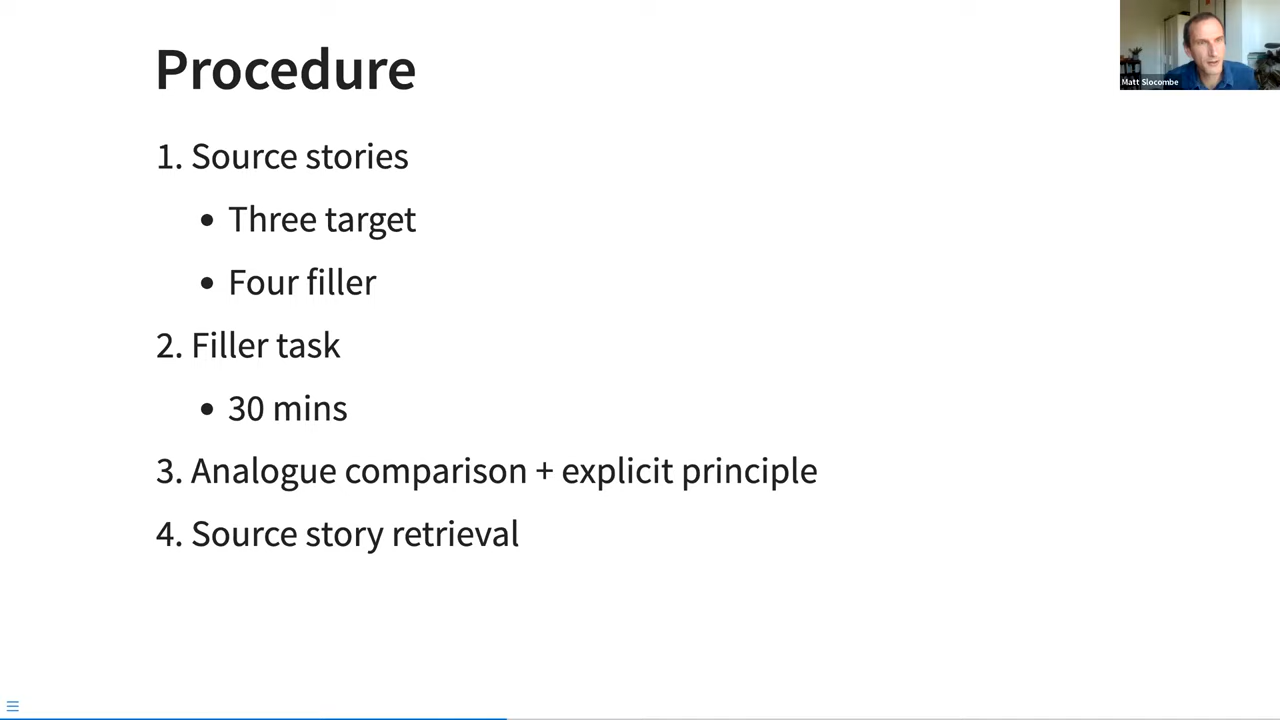 Procedure
Matt Slocombe
1. Source stories
• Three target
• Four filler
2. Filler task
• 30 mins
3. Analogue comparison + explicit principle
4. Source story retrieval